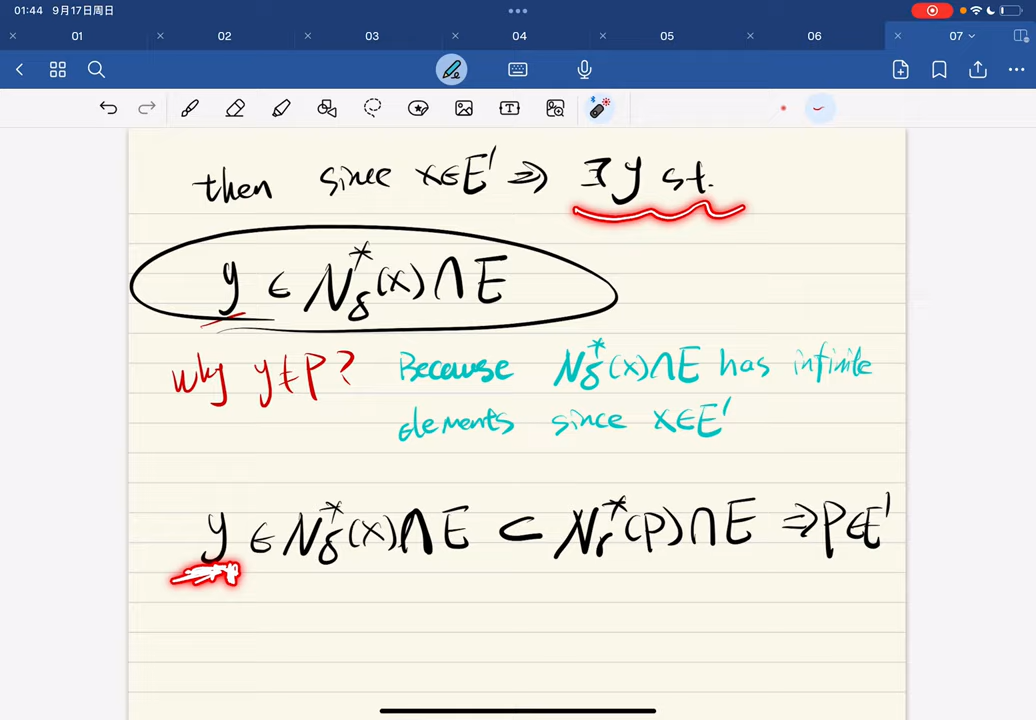 01:44 9月17日周日
01 02 03 04 05 06 07
then since x∈E' ⇒ ∃ y st.
y ∈ N*δ(x)∩E
why y≠p? Because N*δ(x)∩E has infinite
elements since x∈E'
y ∈ N*δ(x)∩E ⊂ N*r(p)∩E ⇒ p∈E'